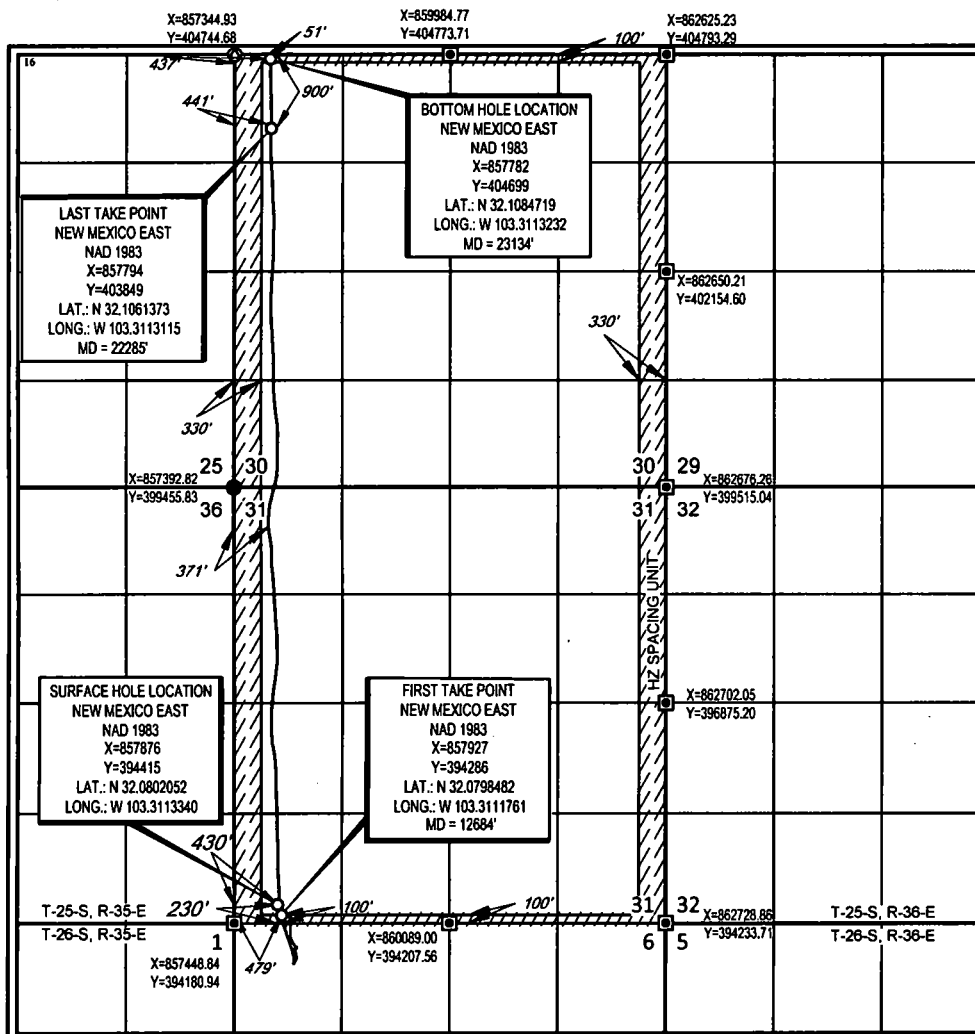 X=857344.93
Y=404744.68
X=859984.77
Y=404773.71
X=862625.23
Y=404793.29
16
51'
100'
437'
441'
900'
BOTTOM HOLE LOCATION
NEW MEXICO EAST
NAD 1983
X=857782
Y=404699
LAT.: N 32.1084719
LONG.: W 103.3113232
MD = 23134'
LAST TAKE POINT
NEW MEXICO EAST
NAD 1983
X=857794
Y=403849
LAT.: N 32.1061373
LONG.: W 103.3113115
MD = 22285'
X=862650.21
Y=402154.60
330'
330'
25 30
30 29
X=857392.82
Y=399455.83
X=862676.26
Y=399515.04
36 31
31 32
371'
HZ SPACING UNIT
X=862702.05
Y=396875.20
SURFACE HOLE LOCATION
NEW MEXICO EAST
NAD 1983
X=857876
Y=394415
LAT.: N 32.0802052
LONG.: W 103.3113340
FIRST TAKE POINT
NEW MEXICO EAST
NAD 1983
X=857927
Y=394286
LAT.: N 32.0798482
LONG.: W 103.3111761
MD = 12684'
430'
230'
100'
100'
T-25-S, R-35-E
31 32
X=862728.86
Y=394233.71
T-25-S, R-36-E
T-26-S, R-35-E
1
6 5
T-26-S, R-36-E
X=857448.84
Y=394180.94
479'
X=860089.00
Y=394207.56